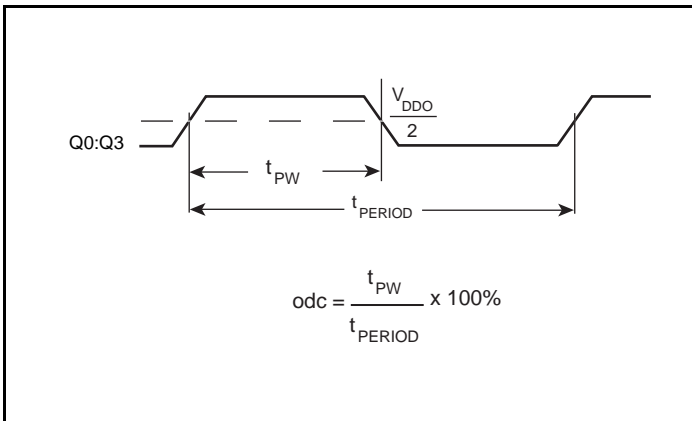 V_DDO
2
Q0:Q3
t_PW
t_PERIOD
odc = t_PW / t_PERIOD x 100%